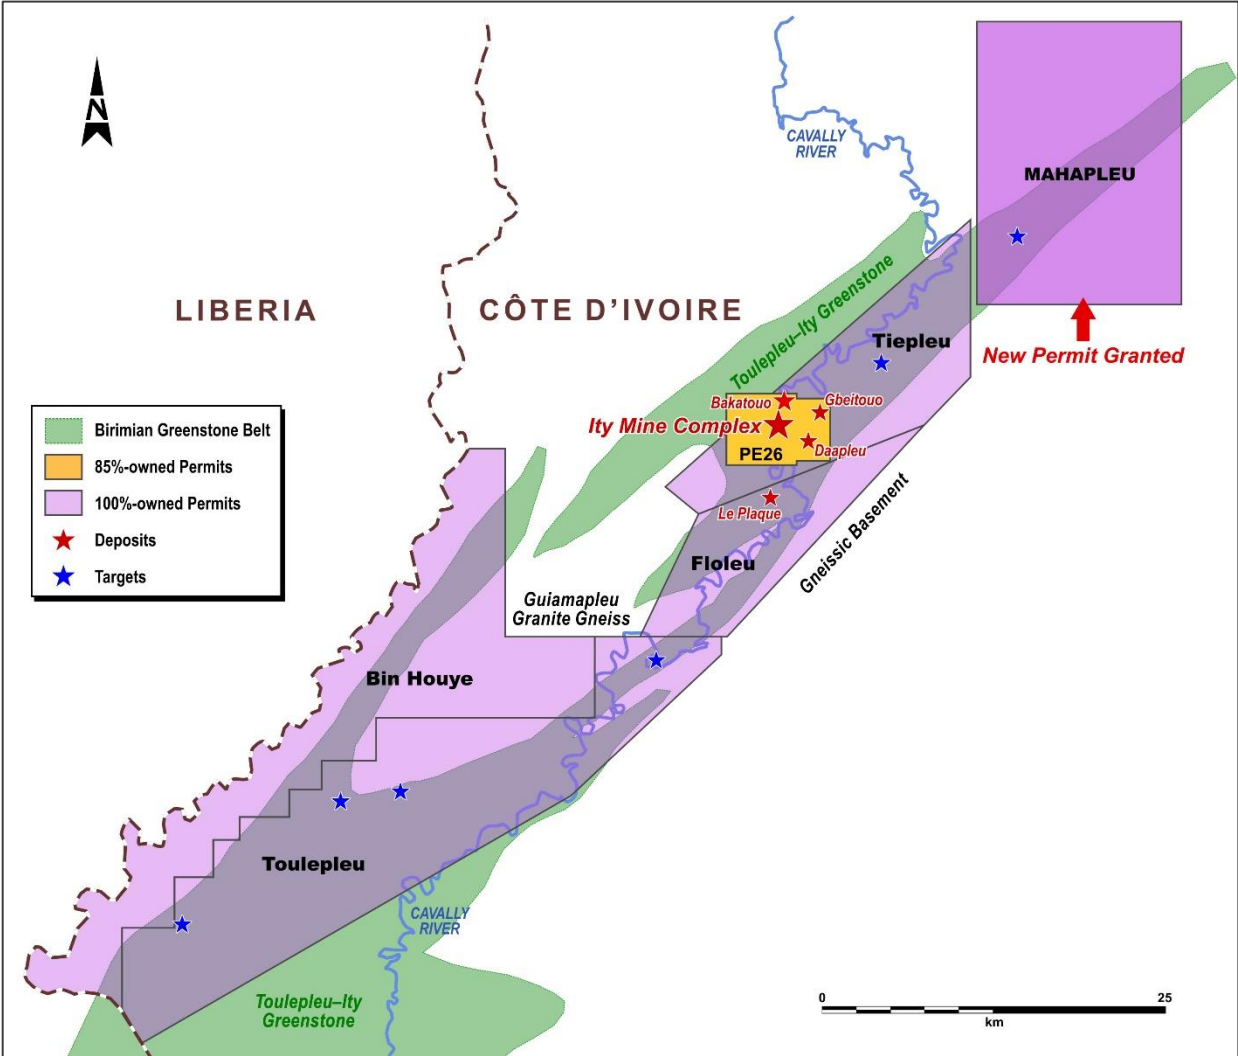 N
CAVALLY
RIVER
MAHAPLEU
LIBERIA
CÔTE D'IVOIRE
Toulepleu–Ity Greenstone
Tiepleu
New Permit Granted
Birimian Greenstone Belt
85%-owned Permits
100%-owned Permits
Deposits
Targets
Bakatouo
Gbeitouo
Ity Mine Complex
PE26
Daapleu
Le Plaque
Floleu
Gneissic Basement
Guiamapleu
Granite Gneiss
Bin Houye
Toulepleu
CAVALLY
RIVER
Toulepleu–Ity
Greenstone
0
25
km